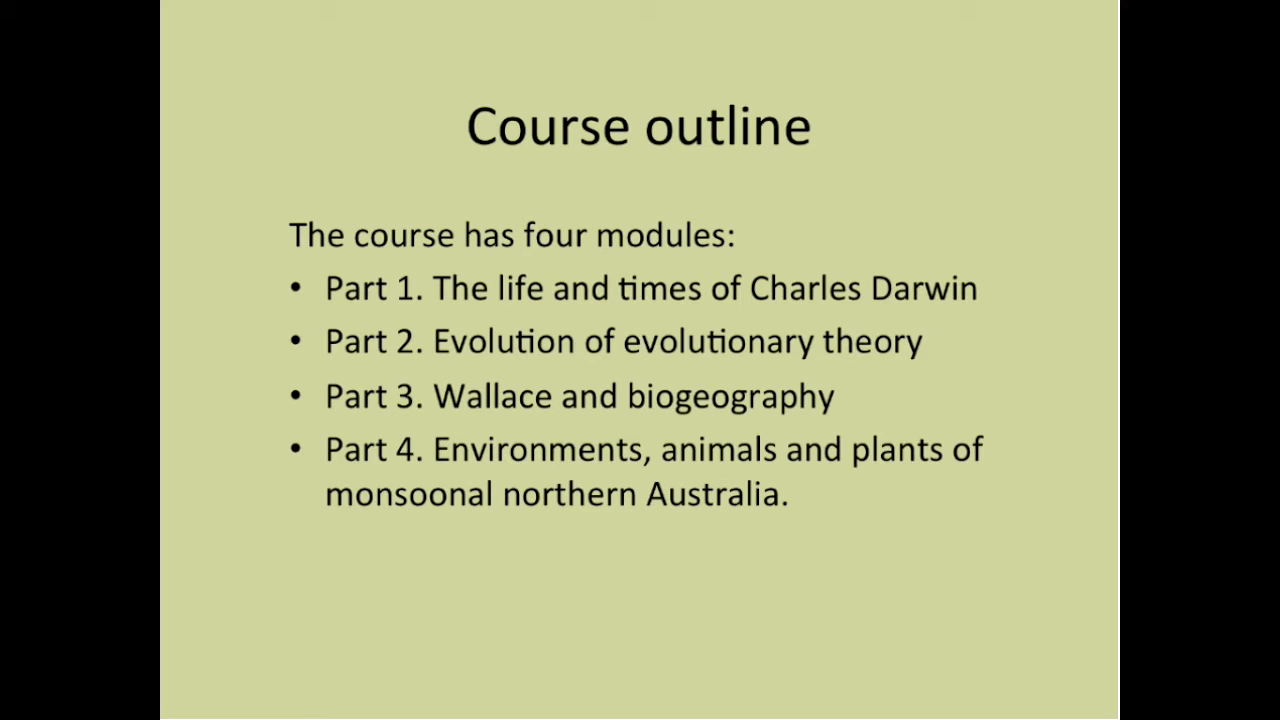 Course outline
The course has four modules:
• Part 1. The life and times of Charles Darwin
• Part 2. Evolution of evolutionary theory
• Part 3. Wallace and biogeography
• Part 4. Environments, animals and plants of
monsoonal northern Australia.